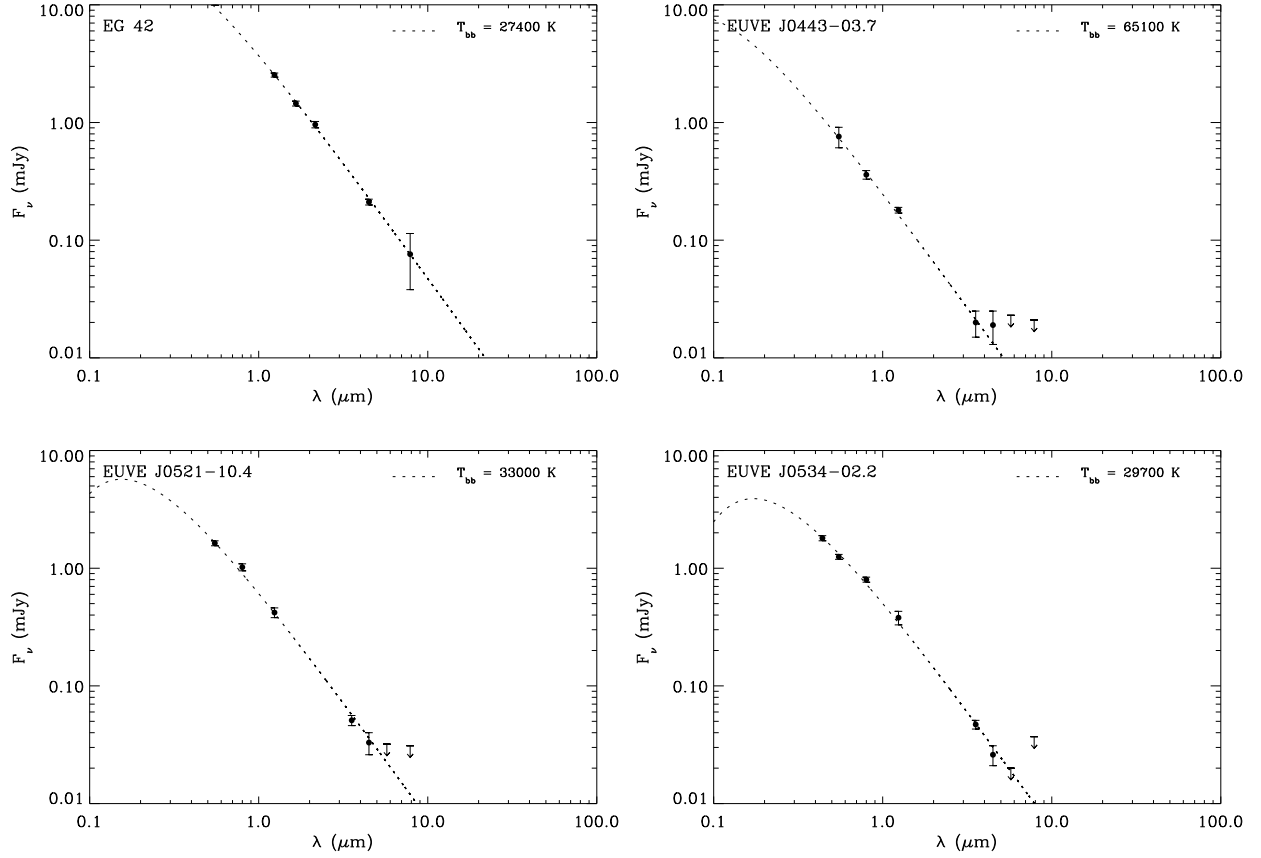 EG 42
T_bb = 27400 K
10.00
1.00
0.10
0.01
F_ν (mJy)
0.1 1.0 10.0 100.0
λ (μm)
EUVE J0443−03.7
T_bb = 65100 K
10.00
1.00
0.10
0.01
F_ν (mJy)
0.1 1.0 10.0 100.0
λ (μm)
EUVE J0521−10.4
T_bb = 33000 K
10.00
1.00
0.10
0.01
F_ν (mJy)
0.1 1.0 10.0 100.0
λ (μm)
EUVE J0534−02.2
T_bb = 29700 K
10.00
1.00
0.10
0.01
F_ν (mJy)
0.1 1.0 10.0 100.0
λ (μm)